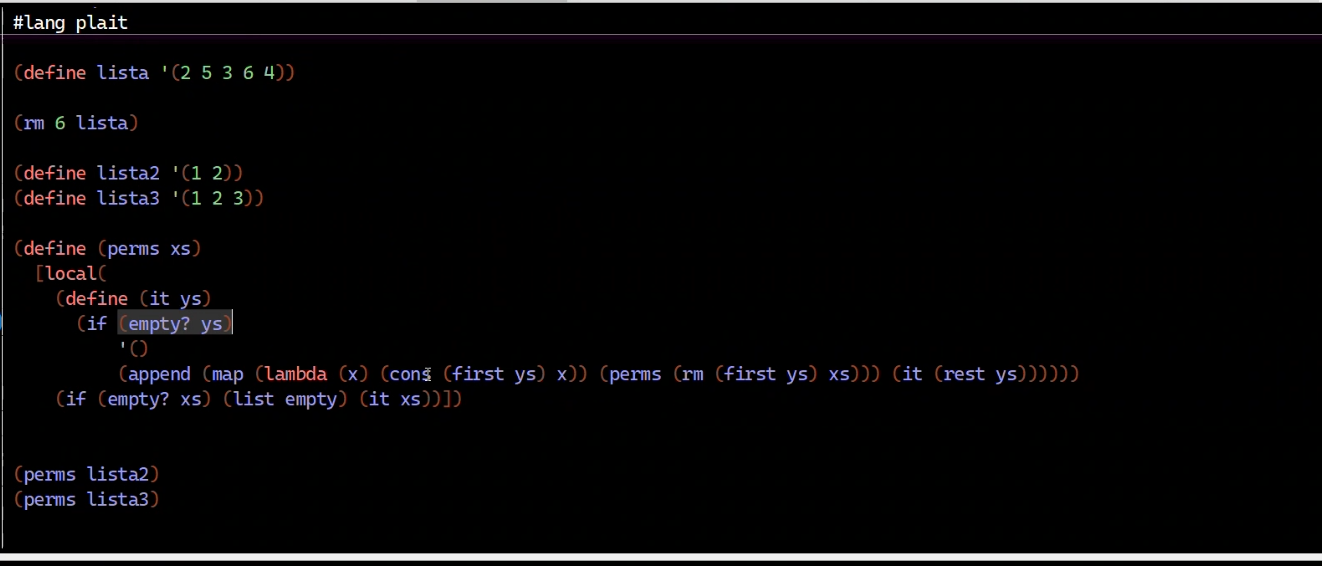 #lang plait
(define lista '(2 5 3 6 4))
(rm 6 lista)
(define lista2 '(1 2))
(define lista3 '(1 2 3))
(define (perms xs)
[local(
(define (it ys)
(if (empty? ys)
'()
(append (map (lambda (x) (cons (first ys) x)) (perms (rm (first ys) xs))) (it (rest ys))))))
(if (empty? xs) (list empty) (it xs))])
(perms lista2)
(perms lista3)